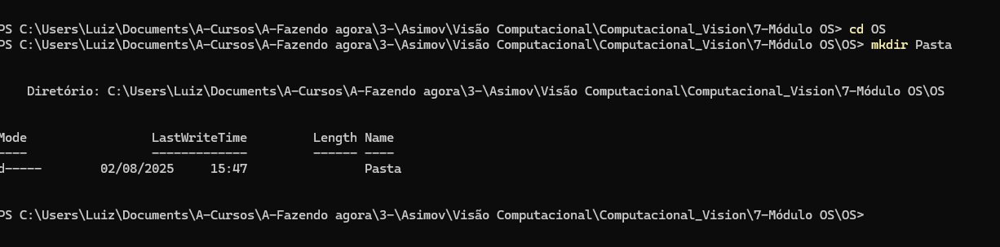 PS C:\Users\Luiz\Documents\A-Cursos\A-Fazendo agora\3-\Asimov\Visão Computacional\Computacional_Vision\7-Módulo OS> cd OS
PS C:\Users\Luiz\Documents\A-Cursos\A-Fazendo agora\3-\Asimov\Visão Computacional\Computacional_Vision\7-Módulo OS\OS> mkdir Pasta
Diretório: C:\Users\Luiz\Documents\A-Cursos\A-Fazendo agora\3-\Asimov\Visão Computacional\Computacional_Vision\7-Módulo OS\OS
Mode LastWriteTime Length Name
---- ------------- ------ ----
d----- 02/08/2025 15:47 Pasta
PS C:\Users\Luiz\Documents\A-Cursos\A-Fazendo agora\3-\Asimov\Visão Computacional\Computacional_Vision\7-Módulo OS\OS>